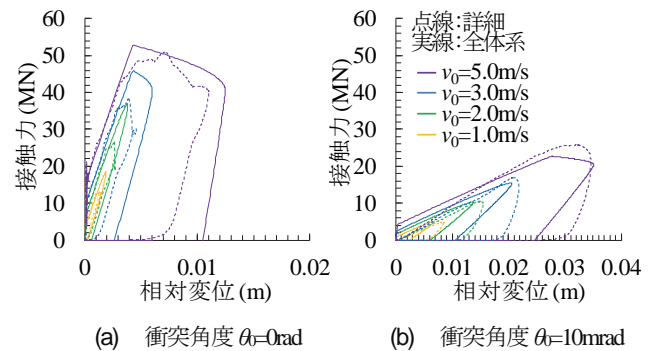 60
50
40
30
20
10
0
接触力 (MN)
0
0.01
0.02
相対変位 (m)
(a) 衝突角度 θ0=0rad
60
50
40
30
20
10
0
接触力 (MN)
点線:詳細
実線:全体系
v0=5.0m/s
v0=3.0m/s
v0=2.0m/s
v0=1.0m/s
0
0.01
0.02
0.03
0.04
相対変位 (m)
(b) 衝突角度 θ0=10mrad